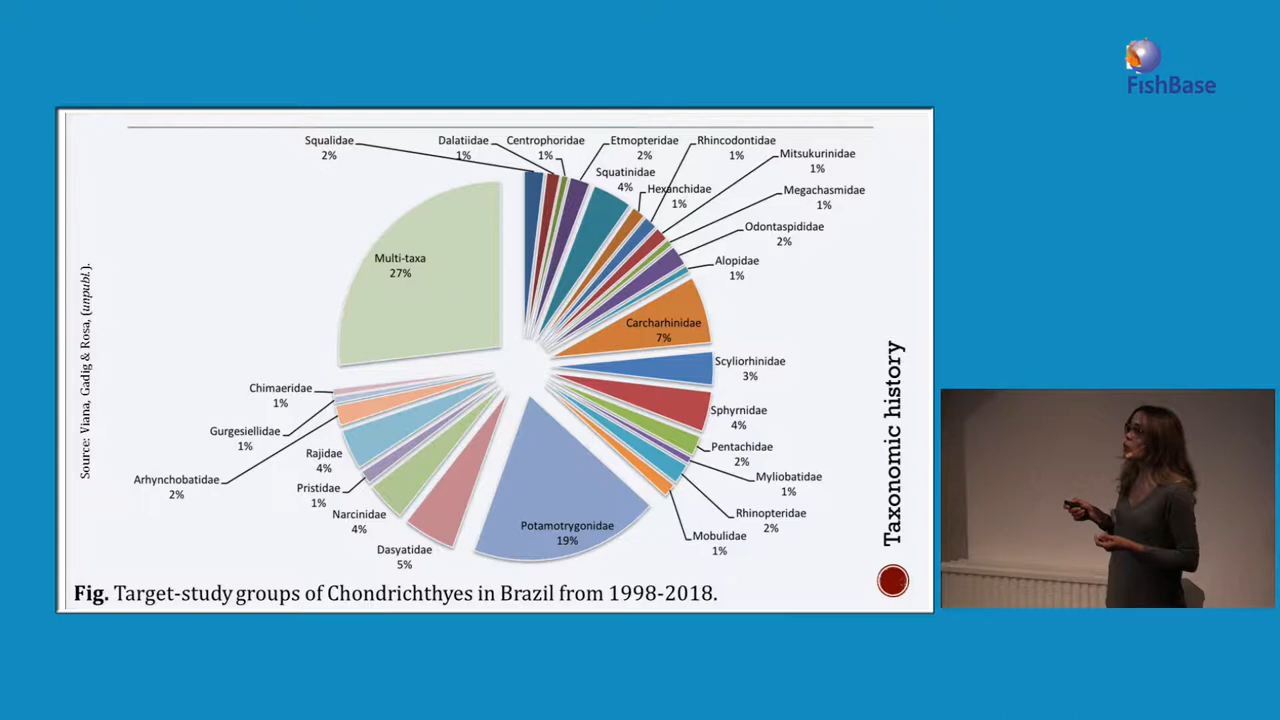 FishBase
Squalidae
2%
Dalatiidae
1%
Centrophoridae
1%
Etmopteridae
2%
Rhincodontidae
1%
Mitsukurinidae
1%
Squatinidae
4%
Hexanchidae
1%
Megachasmidae
1%
Odontaspididae
2%
Alopidae
1%
Multi-taxa
27%
Carcharhinidae
7%
Scyliorhinidae
3%
Sphyrnidae
4%
Pentachidae
2%
Myliobatidae
1%
Rhinopteridae
2%
Mobulidae
1%
Potamotrygonidae
19%
Dasyatidae
5%
Narcinidae
4%
Pristidae
1%
Rajidae
4%
Arhynchobatidae
2%
Gurgesiellidae
1%
Chimaeridae
1%
Source: Viana, Gadig & Rosa, (unpubl.).
Taxonomic history
Fig. Target-study groups of Chondrichthyes in Brazil from 1998-2018.